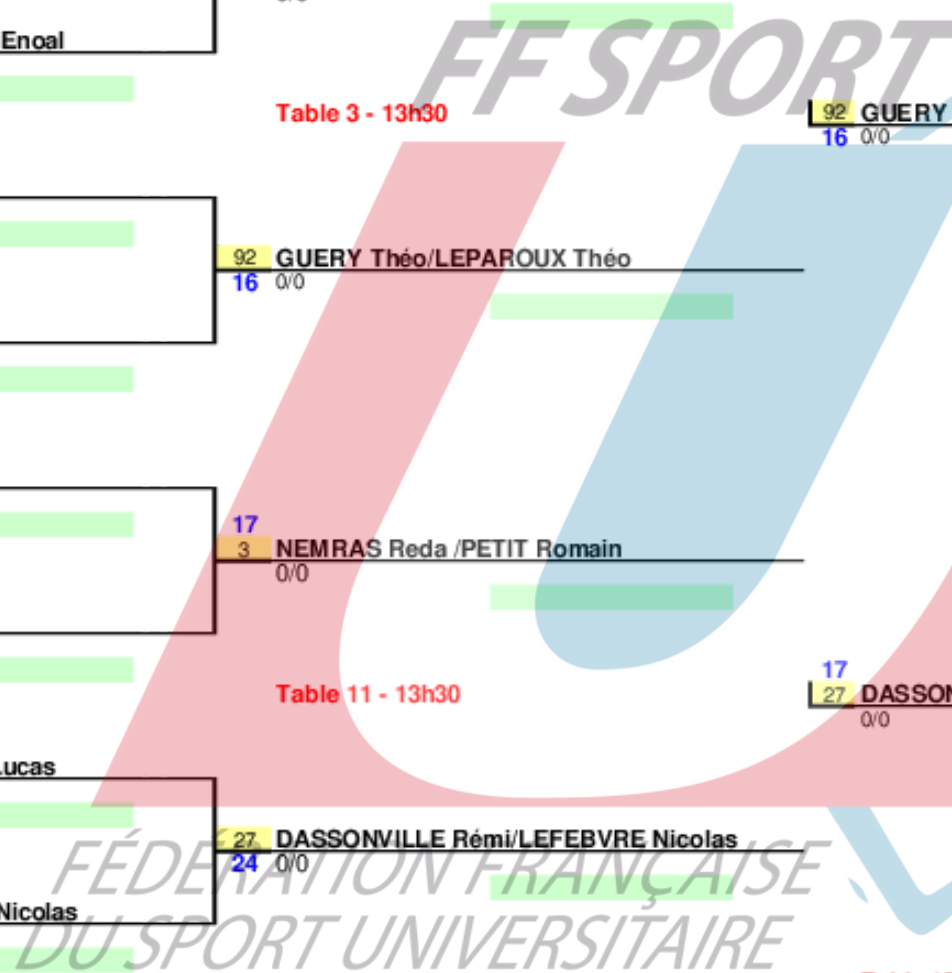 0/0
Enoal
FF SPORT
Table 3 - 13h30
92 GUERY
16 0/0
92 GUERY Théo/LEPAROUX Théo
16 0/0
17
3 NEMRAS Reda /PETIT Romain
0/0
17
Table 11 - 13h30
27 DASSON
0/0
Lucas
27 DASSONVILLE Rémi/LEFEBVRE Nicolas
24 0/0
FÉDÉRATION FRANÇAISE
Nicolas
DU SPORT UNIVERSITAIRE